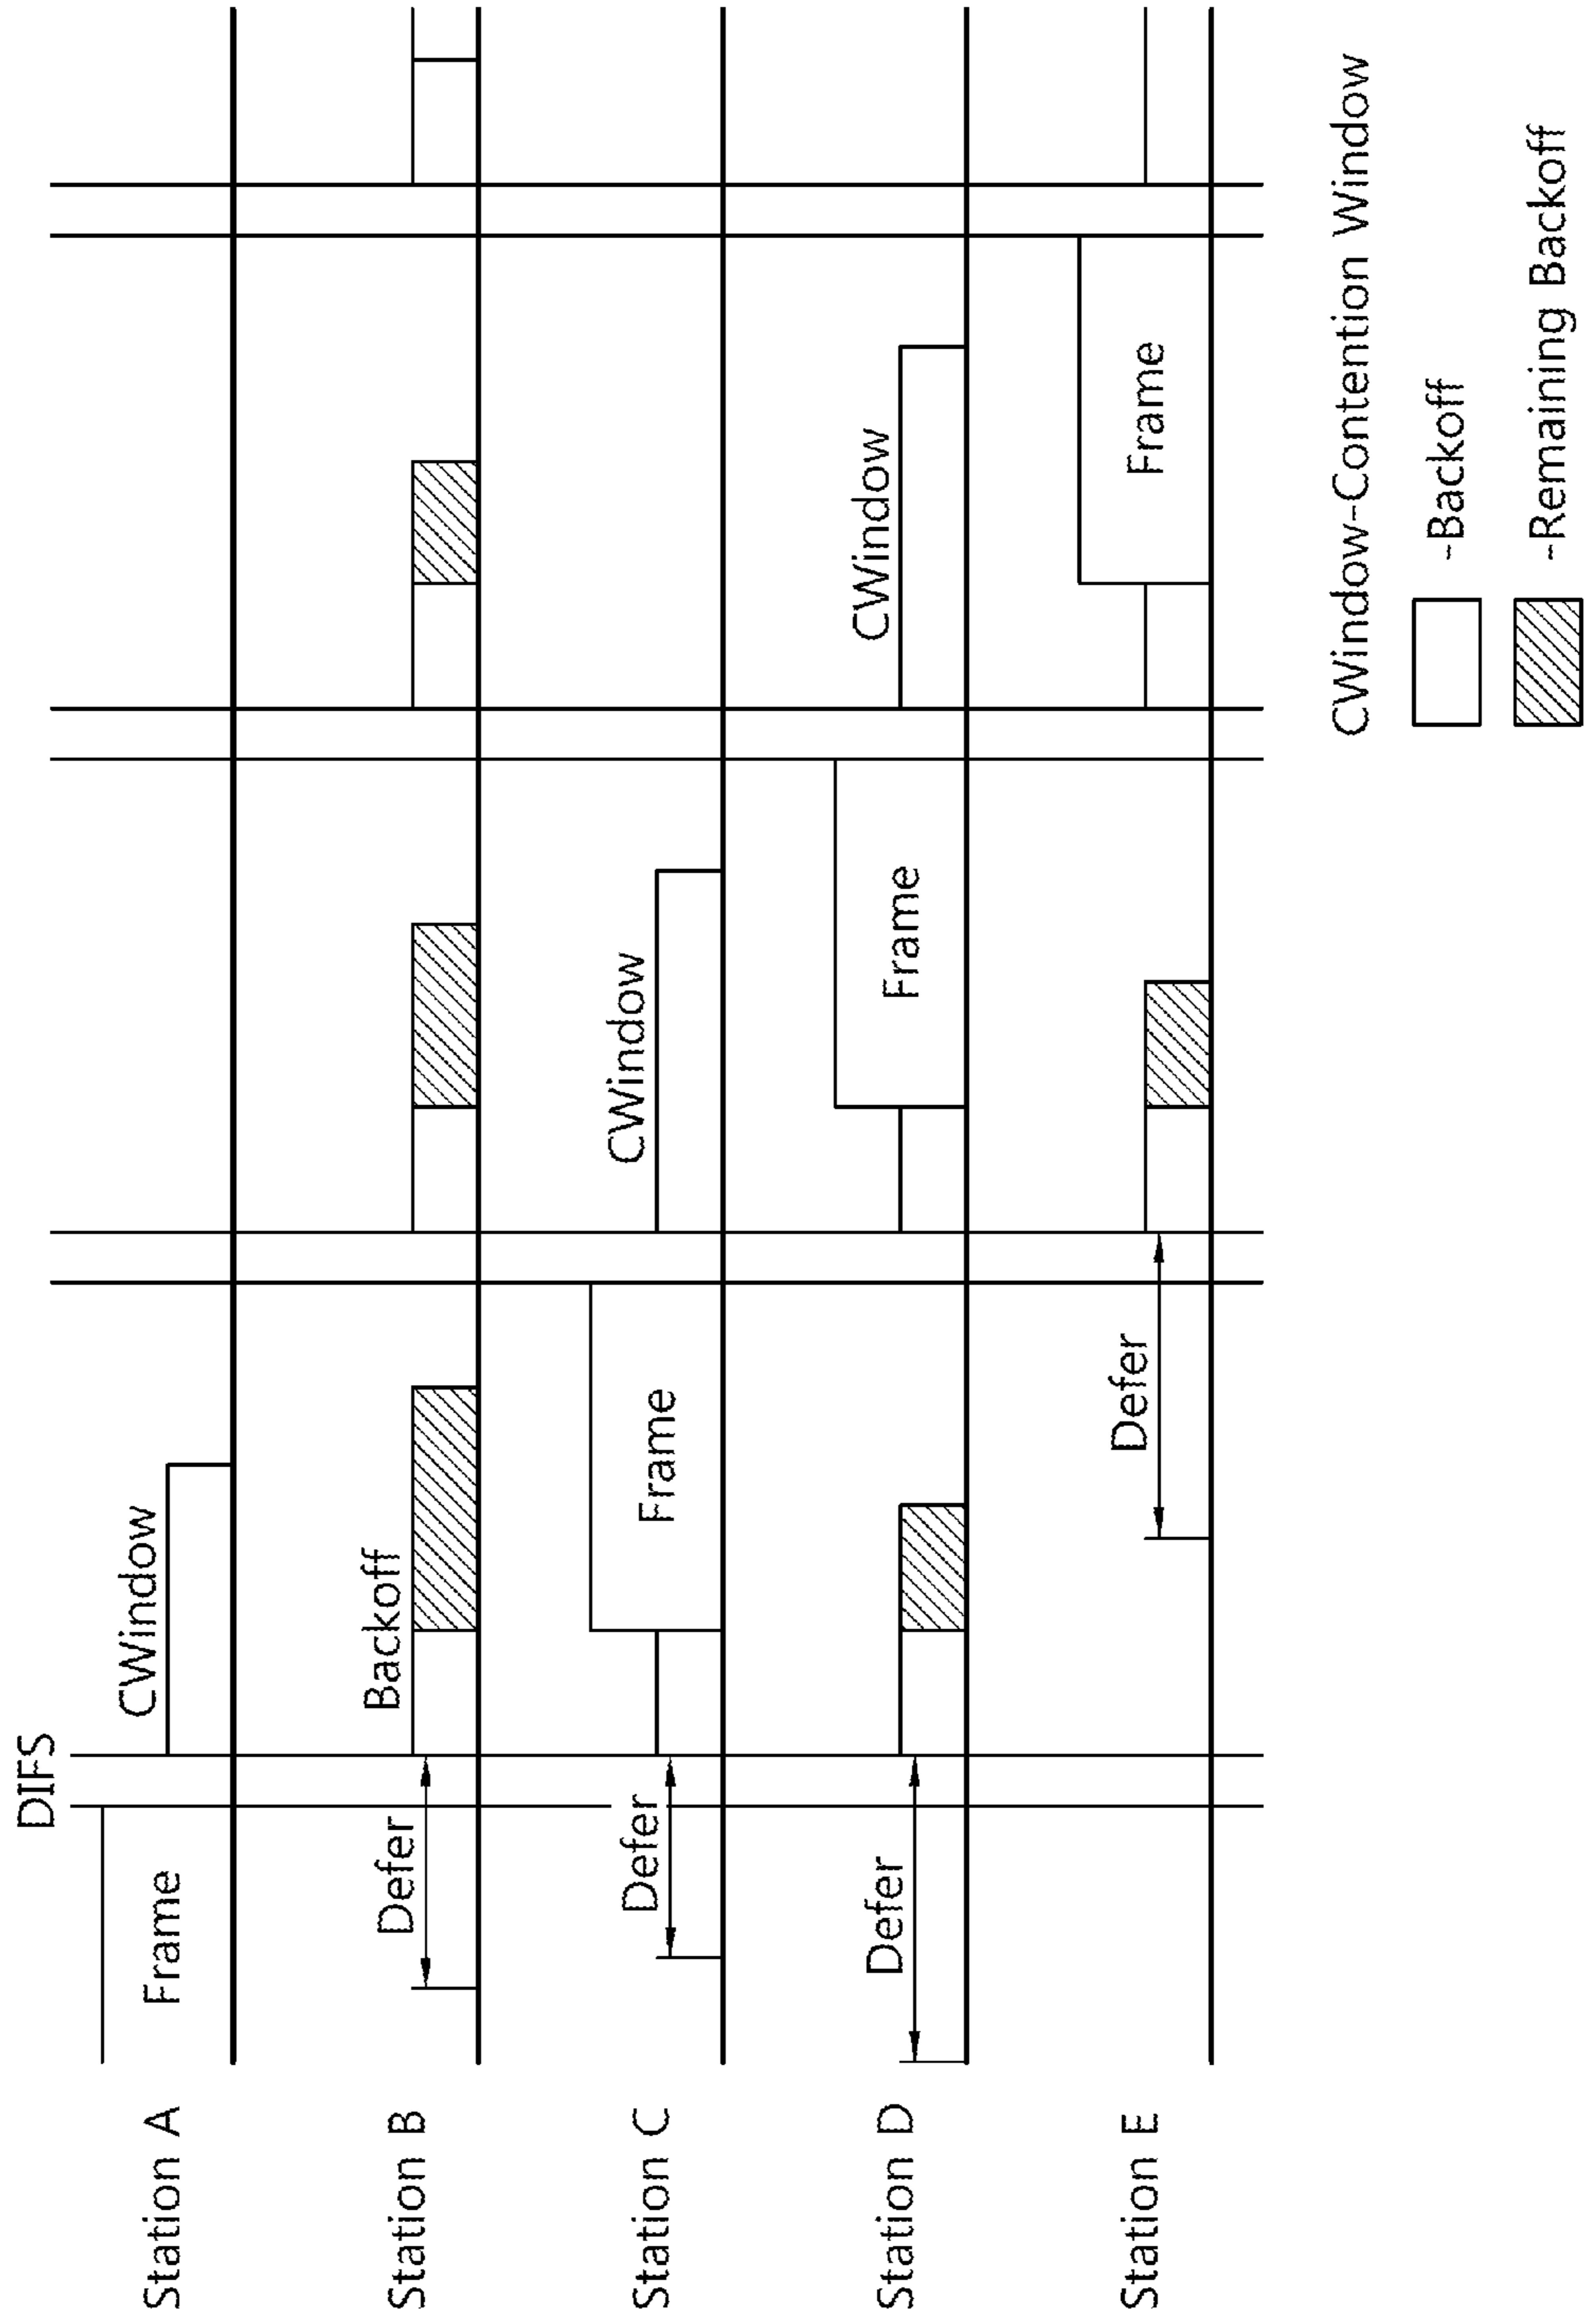 DIFS
Station A
Frame
CWindow
Station B
Defer
Backoff
Station C
Defer
Frame
CWindow
Station D
Defer
Frame
CWindow
Station E
Defer
Frame
CWindow-Contention Window
-Backoff
-Remaining Backoff